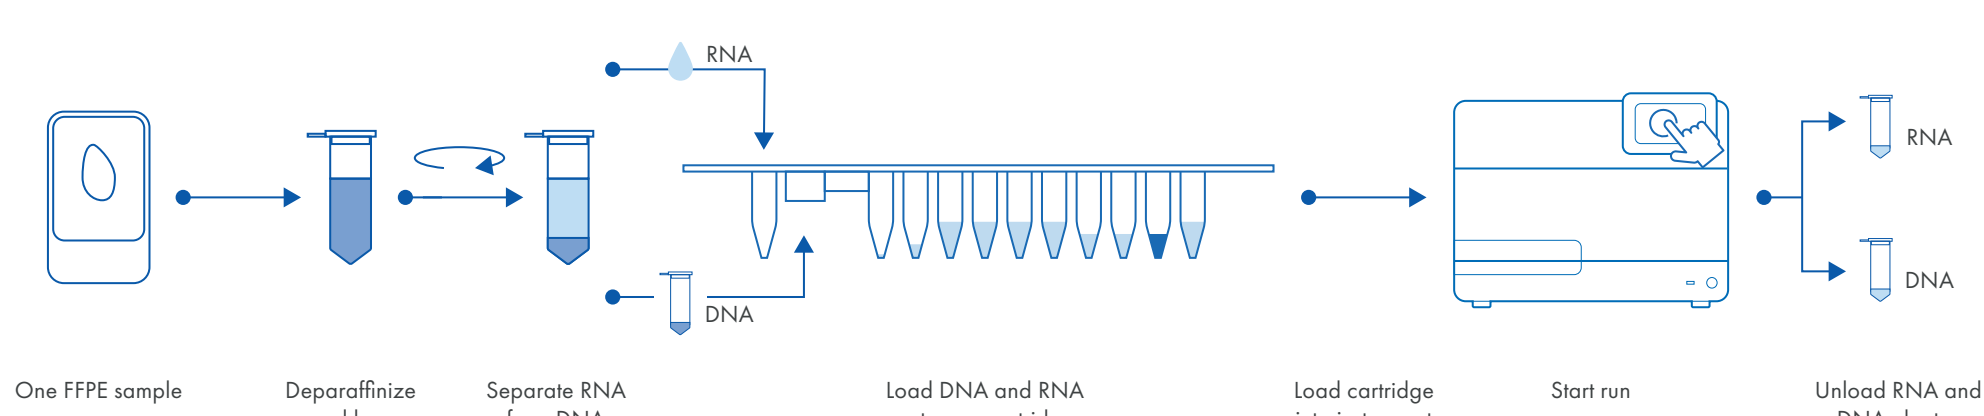 RNA
DNA
RNA
DNA
One FFPE sample
Deparaffinize
Separate RNA
Load DNA and RNA
Load cartridge
Start run
Unload RNA and